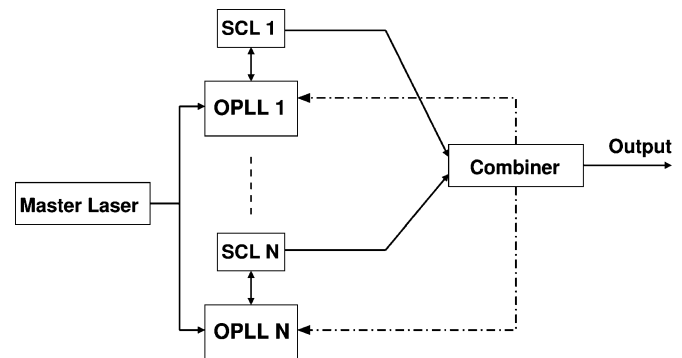 SCL 1
OPLL 1
Output
Combiner
Master Laser
SCL N
OPLL N